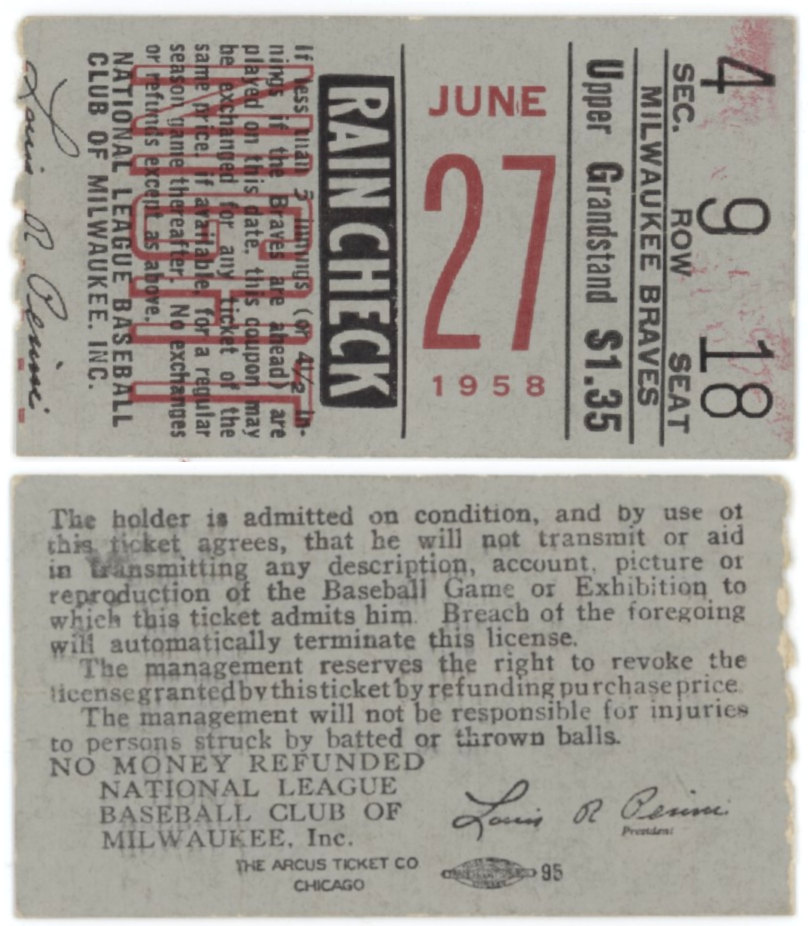 4 9 18
SEC. ROW SEAT
MILWAUKEE BRAVES
Upper Grandstand $1.35
JUNE
27
1958
RAIN CHECK
NIGHT
If less than 5 innings (or 4½ in-
nings if the Braves are ahead) are
played on this date, this coupon may
be exchanged for any ticket of the
same price, if available, for a regular
season game thereafter. No exchanges
or refunds except as above.
NATIONAL LEAGUE BASEBALL
CLUB OF MILWAUKEE, INC.
Louis R Perini
The holder is admitted on condition, and by use of
this ticket agrees, that he will not transmit or aid
in transmitting any description, account, picture or
reproduction of the Baseball Game or Exhibition to
which this ticket admits him. Breach of the foregoing
will automatically terminate this license.
The management reserves the right to revoke the
license granted by this ticket by refunding purchase price.
The management will not be responsible for injuries
to persons struck by batted or thrown balls.
NO MONEY REFUNDED
NATIONAL LEAGUE
BASEBALL CLUB OF
MILWAUKEE, Inc.
Louis R Perini
President
THE ARCUS TICKET CO
CHICAGO
95